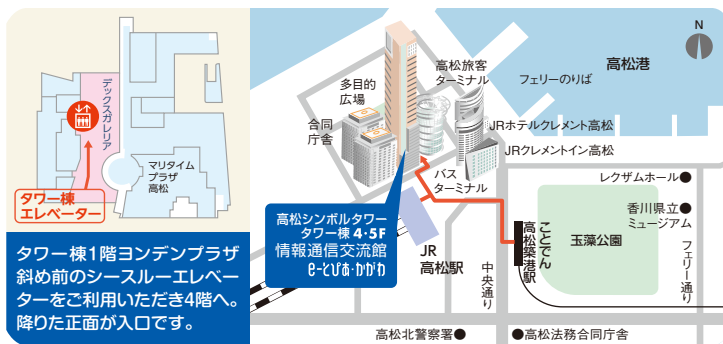 デックスガレリア
マリタイム
プラザ
高松
タワー棟
エレベーター
タワー棟1階ヨンデンプラザ
斜め前のシースルーエレベー
ターをご利用いただき4階へ。
降りた正面が入口です。
N
高松港
フェリーのりば
高松旅客
ターミナル
多目的
広場
合同
庁舎
JRホテルクレメント高松
JRクレメントイン高松
バス
ターミナル
レクザムホール
香川県立
ミュージアム
高松シンボルタワー
タワー棟 4・5F
情報通信交流館
e-とぴあ・かがわ
JR
高松駅
ことでん
高松築港駅
玉藻公園
中央通り
フェリー通り
高松北警察署
高松法務合同庁舎